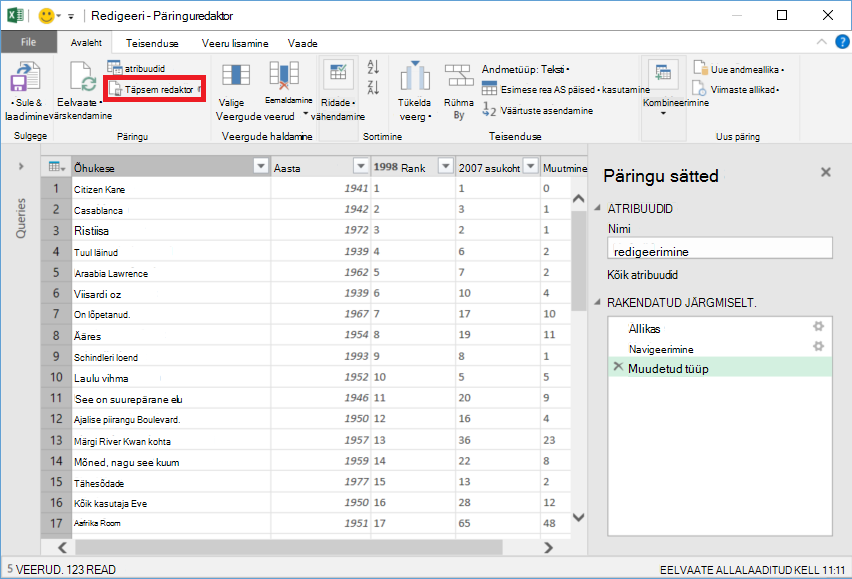 Redigeeri - Päringuredaktor
File Avaleht Teisenduse Veeru lisamine Vaade
• Sule &
laadimine
Sulgege
Eelvaate •
värskendamine
atribuudid
Täpsem redaktor
Päringu
Valige
Veergude
Eemaldamine
veerud
Veergude haldamine
Ridade •
vähendamine
Sortimine
Tükelda
veerg •
Rühma
By
Andmetüüp: Teksti •
Esimese rea AS päised • kasutamine
Väärtuste asendamine
Teisenduse
Kombineerimine
Uue andmeallika •
Viimaste allikad •
Uus päring
Queries
Õhukese Aasta 1998 Rank 2007 asukoht Muutmine
1 Citizen Kane 1941 1 1 0
2 Casablanca 1942 2 3 1
3 Ristiisa 1972 3 2 1
4 Tuul läinud 1939 4 6 2
5 Araabia Lawrence 1962 5 7 2
6 Viisardi oz 1939 6 10 4
7 On lõpetanud. 1967 7 17 10
8 Ääres 1954 8 19 11
9 Schindleri loend 1993 9 8 1
10 Laulu vihma 1952 10 5 5
11 See on suurepärane elu 1946 11 20 9
12 Ajalise piirangu Boulevard. 1950 12 16 4
13 Märgi River Kwan kohta 1957 13 36 23
14 Mõned, nagu see kuum 1959 14 22 8
15 Tähesõdade 1977 15 13 2
16 Kõik kasutaja Eve 1950 16 28 12
17 Aafrika Room 1951 17 65 48
Päringu sätted
ATRIBUUDID
Nimi
redigeerimine
Kõik atribuudid
RAKENDATUD JÄRGMISELT.
Allikas
Navigeerimine
Muudetud tüüp
5 VEERUD. 123 READ
EELVAATE ALLALAADITUD KELL 11:11